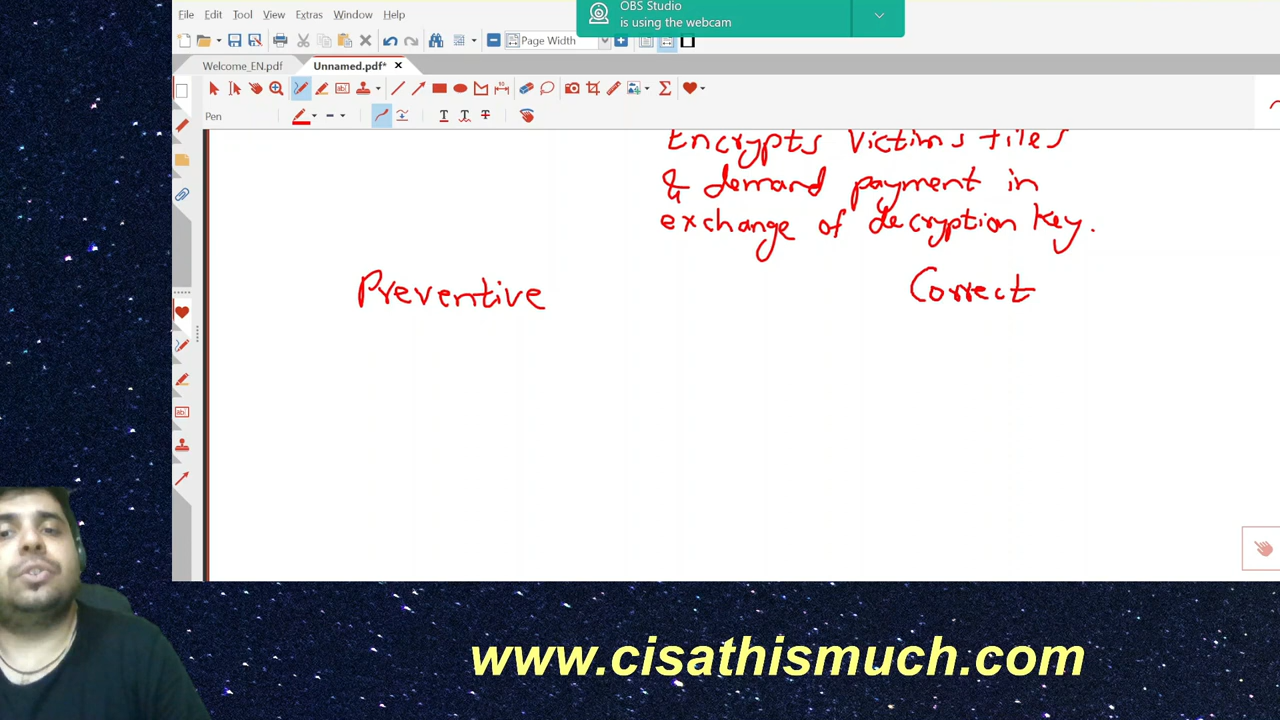 OBS Studio
is using the webcam
File Edit Tool View Extras Window Help
Page Width
Welcome_EN.pdf Unnamed.pdf*
Pen
Encrypts Victims files
& demand payment in
exchange of decryption key.
Preventive Correct
www.cisathismuch.com